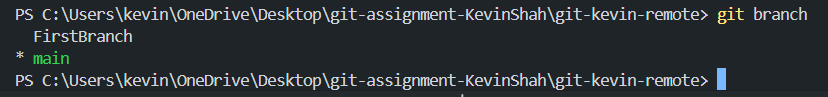 PS C:\Users\kevin\OneDrive\Desktop\git-assignment-KevinShah\git-kevin-remote> git branch
  FirstBranch
* main
PS C:\Users\kevin\OneDrive\Desktop\git-assignment-KevinShah\git-kevin-remote>